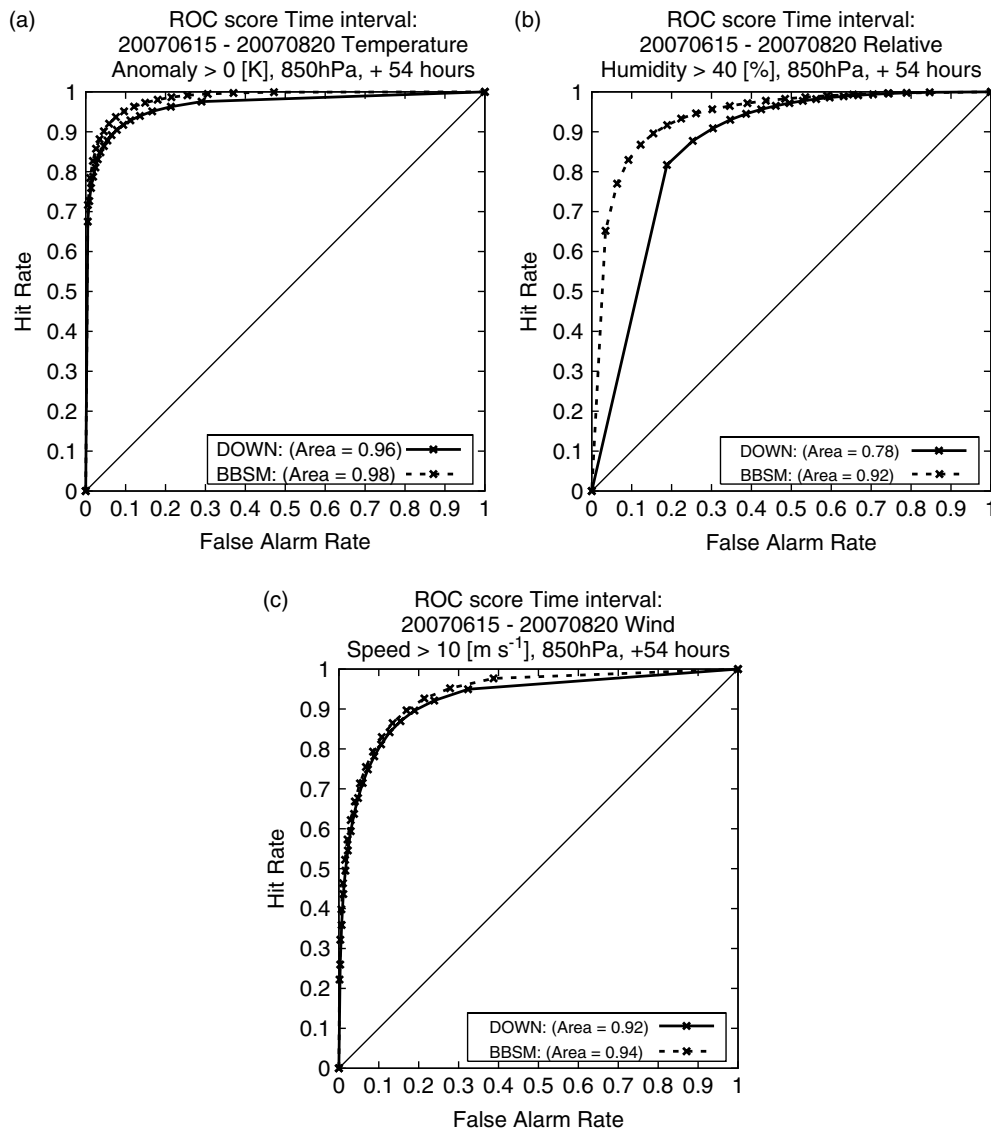 (a)
ROC score Time interval:
20070615 - 20070820 Temperature
Anomaly > 0 [K], 850hPa, + 54 hours
1
0.9
0.8
0.7
0.6
0.5
0.4
0.3
0.2
0.1
0
Hit Rate
DOWN: (Area = 0.96)
BBSM: (Area = 0.98)
0 0.1 0.2 0.3 0.4 0.5 0.6 0.7 0.8 0.9 1
False Alarm Rate
(b)
ROC score Time interval:
20070615 - 20070820 Relative
Humidity > 40 [%], 850hPa, + 54 hours
1
0.9
0.8
0.7
0.6
0.5
0.4
0.3
0.2
0.1
0
Hit Rate
DOWN: (Area = 0.78)
BBSM: (Area = 0.92)
0 0.1 0.2 0.3 0.4 0.5 0.6 0.7 0.8 0.9 1
False Alarm Rate
(c)
ROC score Time interval:
20070615 - 20070820 Wind
Speed > 10 [m s⁻¹], 850hPa, +54 hours
1
0.9
0.8
0.7
0.6
0.5
0.4
0.3
0.2
0.1
0
Hit Rate
DOWN: (Area = 0.92)
BBSM: (Area = 0.94)
0 0.1 0.2 0.3 0.4 0.5 0.6 0.7 0.8 0.9 1
False Alarm Rate